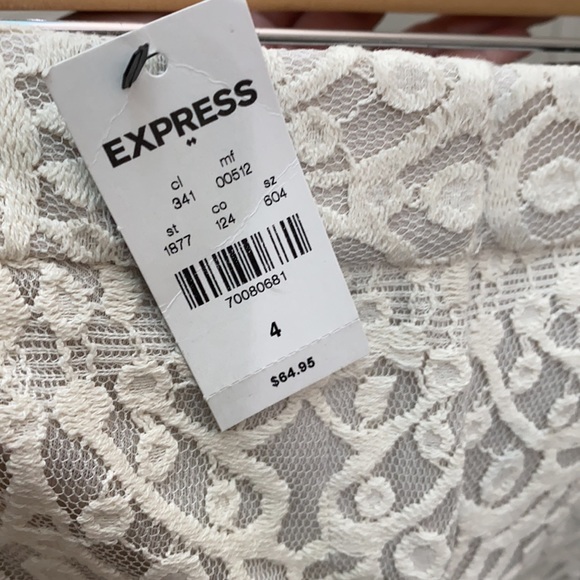 EXPRESS
cl mf
341 00512
st co sz
1877 124 604
70080681
4
$64.95